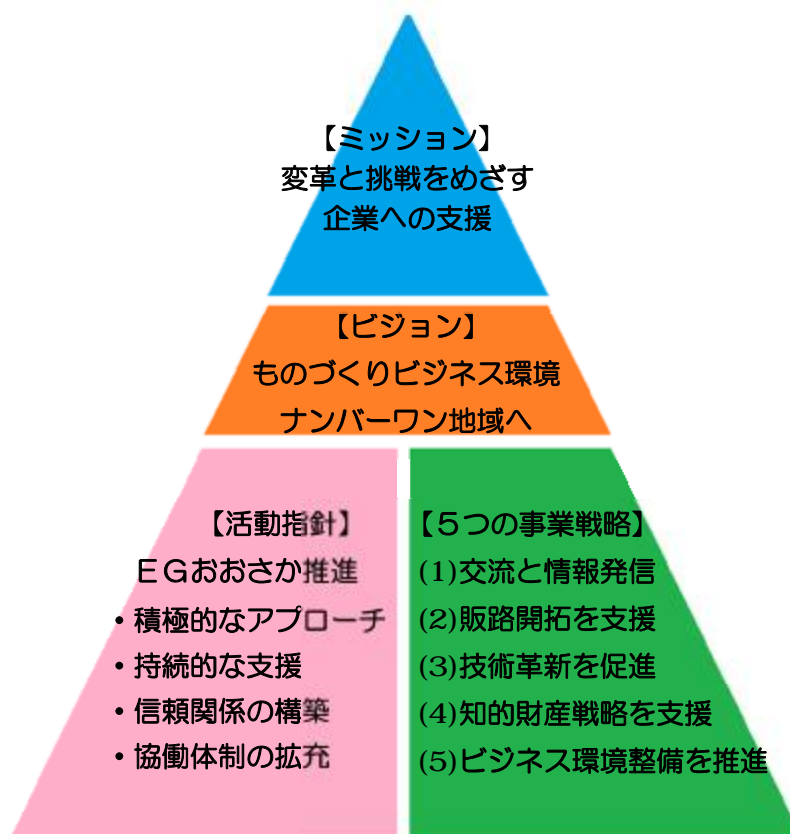 【ミッション】
変革と挑戦をめざす
企業への支援
【ビジョン】
ものづくりビジネス環境
ナンバーワン地域へ
【活動指針】
ＥＧおおさか推進
・積極的なアプローチ
・持続的な支援
・信頼関係の構築
・協働体制の拡充
【５つの事業戦略】
(1)交流と情報発信
(2)販路開拓を支援
(3)技術革新を促進
(4)知的財産戦略を支援
(5)ビジネス環境整備を推進